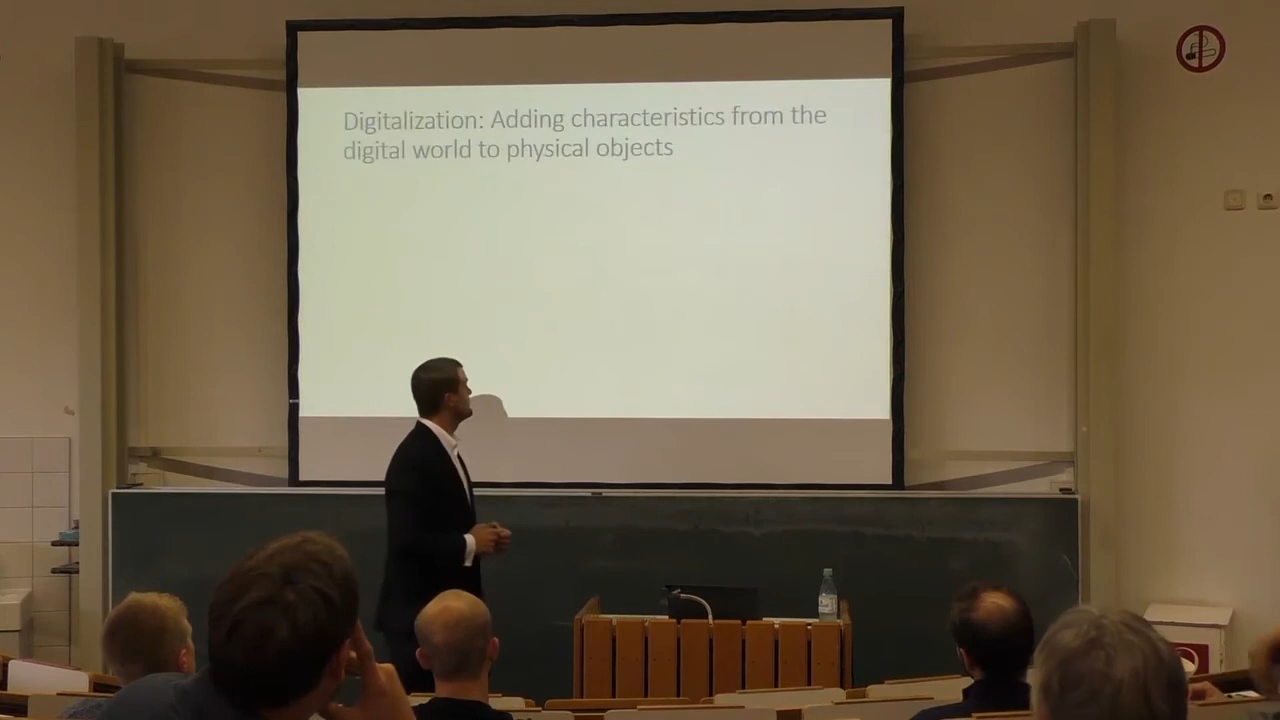 Digitalization: Adding characteristics from the
digital world to physical objects